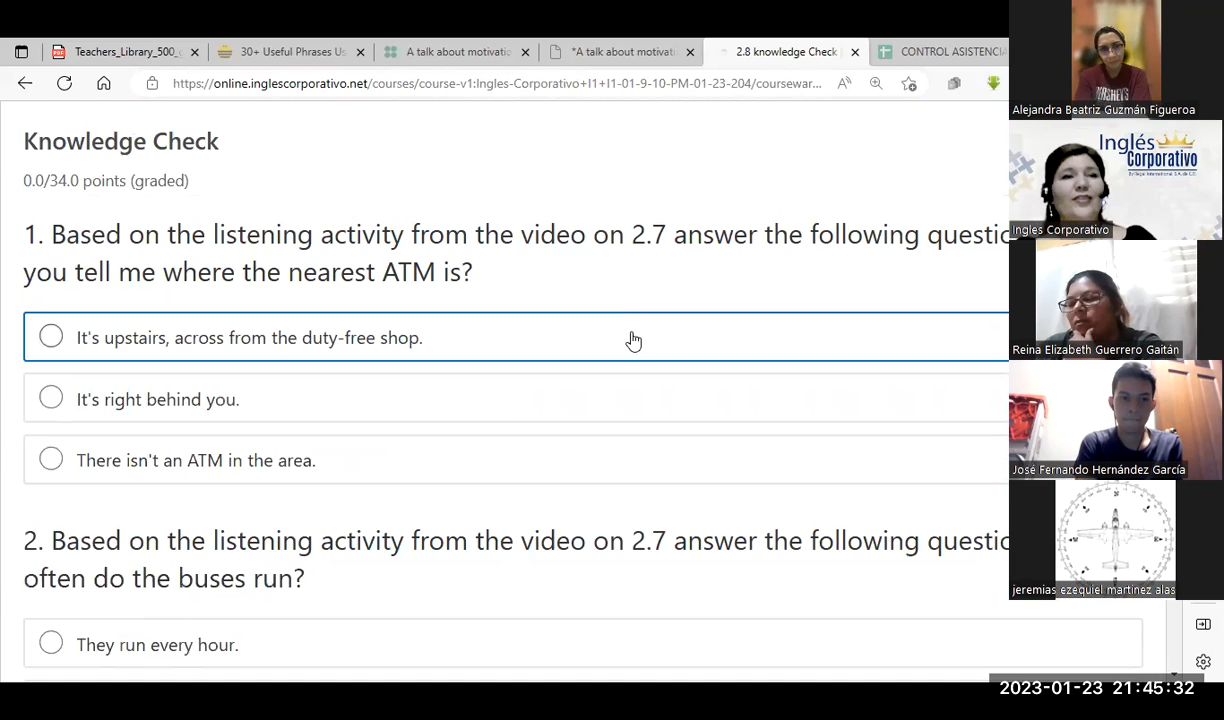 Teachers_Library_500_
30+ Useful Phrases Us
A talk about motivatio
*A talk about motivati
2.8 knowledge Check
CONTROL ASISTENCIA
https://online.inglescorporativo.net/courses/course-v1:Ingles-Corporativo+I1+I1-01-9-10-PM-01-23-204/coursewar...
Knowledge Check
0.0/34.0 points (graded)
1. Based on the listening activity from the video on 2.7 answer the following questio
you tell me where the nearest ATM is?
It's upstairs, across from the duty-free shop.
It's right behind you.
There isn't an ATM in the area.
2. Based on the listening activity from the video on 2.7 answer the following questio
often do the buses run?
They run every hour.
Alejandra Beatriz Guzmán Figueroa
Inglés
Corporativo
Ingles Corporativo
Reina Elizabeth Guerrero Gaitán
José Fernando Hernández García
jeremias ezequiel martinez alas
2023-01-23 21:45:32